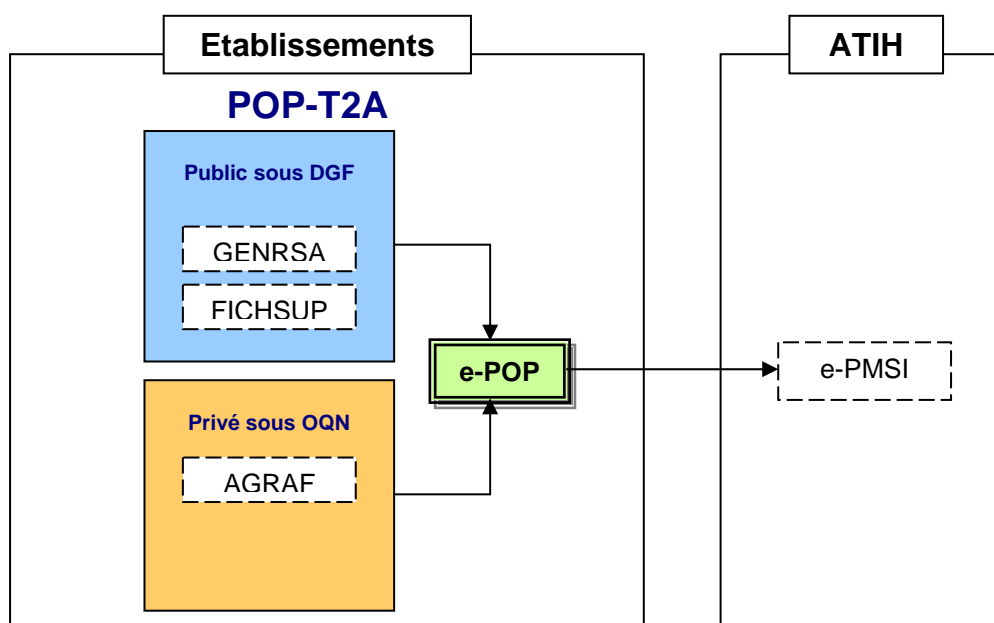 Etablissements
ATIH
POP-T2A
Public sous DGF
GENRSA
FICHSUP
e-POP
e-PMSI
Privé sous OQN
AGRAF